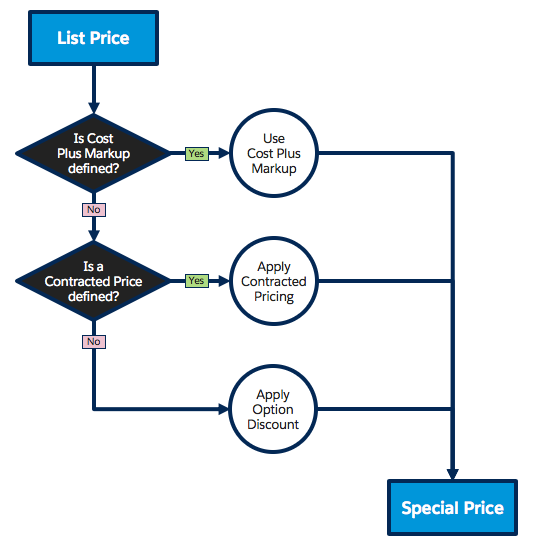 List Price
Is Cost
Plus Markup
defined?
Yes
Use
Cost Plus
Markup
No
Is a
Contracted Price
defined?
Yes
Apply
Contracted
Pricing
No
Apply
Option
Discount
Special Price